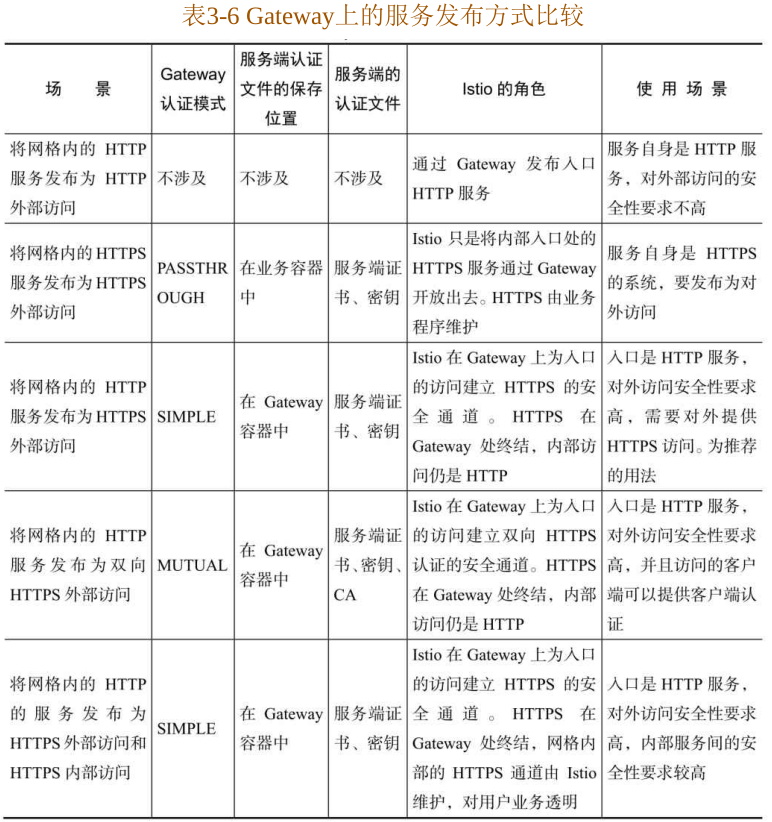 表3-6 Gateway上的服务发布方式比较
场 景
Gateway
认证模式
服务端认证
文件的保存
位置
服务端的
认证文件
Istio 的角色
使 用 场 景
将网格内的 HTTP
服务发布为 HTTP
外部访问
不涉及
不涉及
不涉及
通过 Gateway 发布入口
HTTP 服务
服务自身是 HTTP 服
务，对外部访问的安
全性要求不高
将网格内的 HTTPS
服务发布为 HTTPS
外部访问
PASSTHR
OUGH
在业务容器
中
服务端证
书、密钥
Istio 只是将内部入口处的
HTTPS 服务通过 Gateway
开放出去。HTTPS 由业务
程序维护
服务自身是 HTTPS
的系统，要发布为对
外访问
将网格内的 HTTP
服务发布为 HTTPS
外部访问
SIMPLE
在 Gateway
容器中
服务端证
书、密钥
Istio 在 Gateway 上为入口
的访问建立 HTTPS 的安
全通道。HTTPS 在
Gateway 处终结，内部访
问仍是 HTTP
入口是 HTTP 服务，
对外访问安全性要求
高，需要对外提供
HTTPS 访问。为推荐
的用法
将网格内的 HTTP
服务发布为双向
HTTPS 外部访问
MUTUAL
在 Gateway
容器中
服务端证
书、密钥、
CA
Istio 在 Gateway 上为入口
的访问建立双向 HTTPS
认证的安全通道。HTTPS
在 Gateway 处终结，内部
访问仍是 HTTP
入口是 HTTP 服务，
对外访问安全性要求
高，并且访问的客户
端可以提供客户端认
证
将网格内的 HTTP
的服务发布为
HTTPS 外部访问和
HTTPS 内部访问
SIMPLE
在 Gateway
容器中
服务端证
书、密钥
Istio 在 Gateway 上为入口
的访问建立 HTTPS 的安
全通道。HTTPS 在
Gateway 处终结，网格内
部的 HTTPS 通道由 Istio
维护，对用户业务透明
入口是 HTTP 服务，
对外访问安全性要求
高，内部服务间的安
全性要求较高